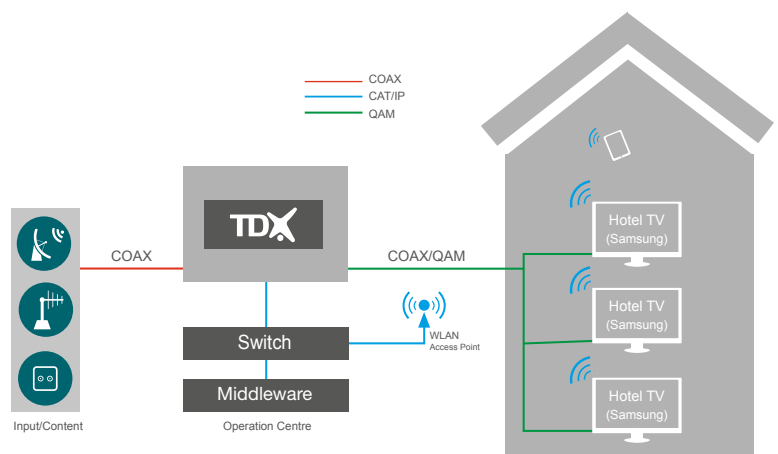 COAX
CAT/IP
QAM
TDX
COAX
COAX/QAM
Hotel TV
(Samsung)
Hotel TV
(Samsung)
Hotel TV
(Samsung)
Switch
WLAN
Access Point
Middleware
Input/Content
Operation Centre